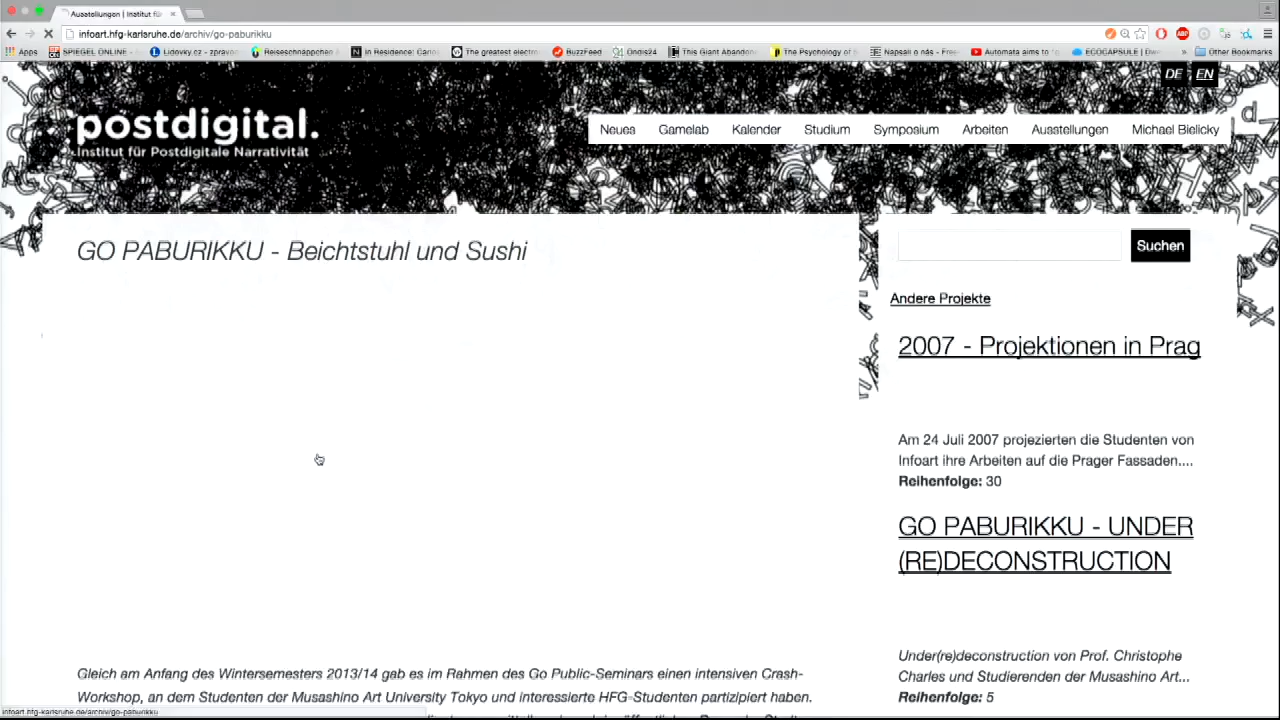 Ausstellungen | Institut fü
infoart.hfg-karlsruhe.de/archiv/go-paburikku
Apps SPIEGEL ONLINE - Lidovky.cz - zpravo Reiseschnäppchen In Residence: Carlo The greatest electro BuzzFeed Ondis24 This Giant Abandon The Psychology of Napsali o nás - Free Automata aims to ECOCAPSULE | Dw » Other Bookmarks
DE EN
postdigital.
Institut für Postdigitale Narrativität
Neues Gamelab Kalender Studium Symposium Arbeiten Ausstellungen Michael Bielicky
GO PABURIKKU - Beichtstuhl und Sushi
Suchen
Andere Projekte
2007 - Projektionen in Prag
Am 24 Juli 2007 projezierten die Studenten von
Infoart ihre Arbeiten auf die Prager Fassaden....
Reihenfolge: 30
GO PABURIKKU - UNDER
(RE)DECONSTRUCTION
Under(re)deconstruction von Prof. Christophe
Charles und Studierenden der Musashino Art...
Reihenfolge: 5
Gleich am Anfang des Wintersemesters 2013/14 gab es im Rahmen des Go Public-Seminars einen intensiven Crash-
Workshop, an dem Studenten der Musashino Art University Tokyo und interessierte HFG-Studenten partizipiert haben.
infoart.hfg-karlsruhe.de/archiv/go-paburikku